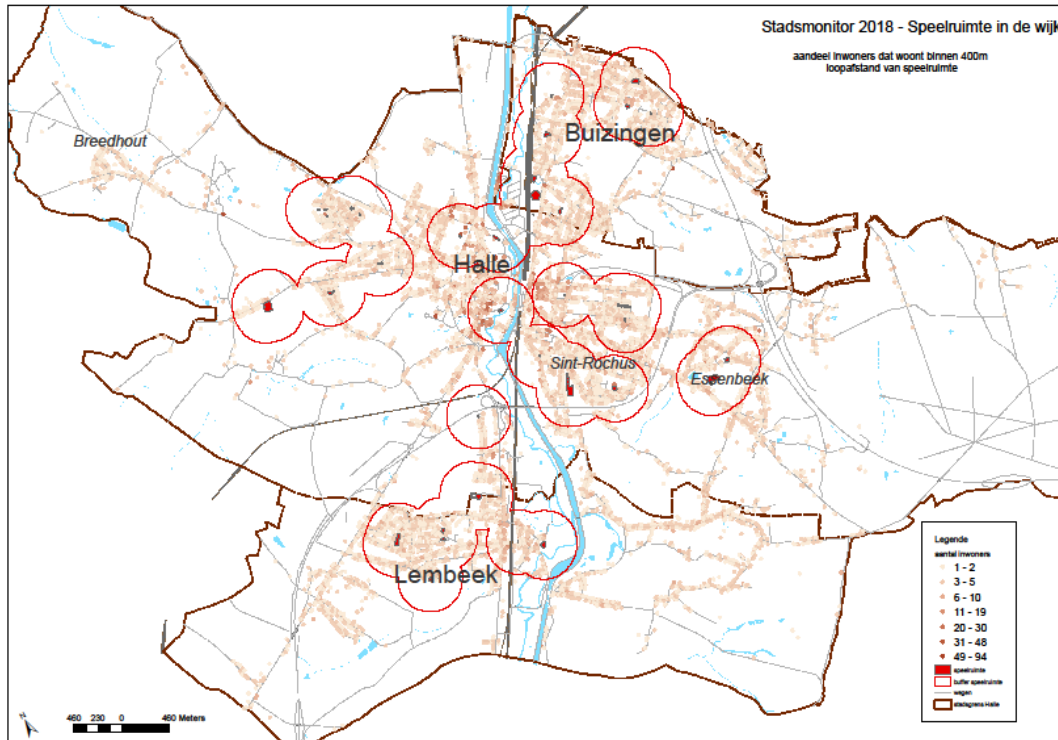 Stadsmonitor 2018 - Speelruimte in de wijk
aandeel inwoners dat woont binnen 400m
loopafstand van speelruimte
Breedhout
Buizingen
Halle
Sint-Rochus
Essenbeek
Lembeek
Legende
aantal inwoners
1 - 2
3 - 5
6 - 10
11 - 19
20 - 30
31 - 48
49 - 94
speelruimte
buffer speelruimte
wegen
stadsgrens Halle
N
460 230 0 460 Meters